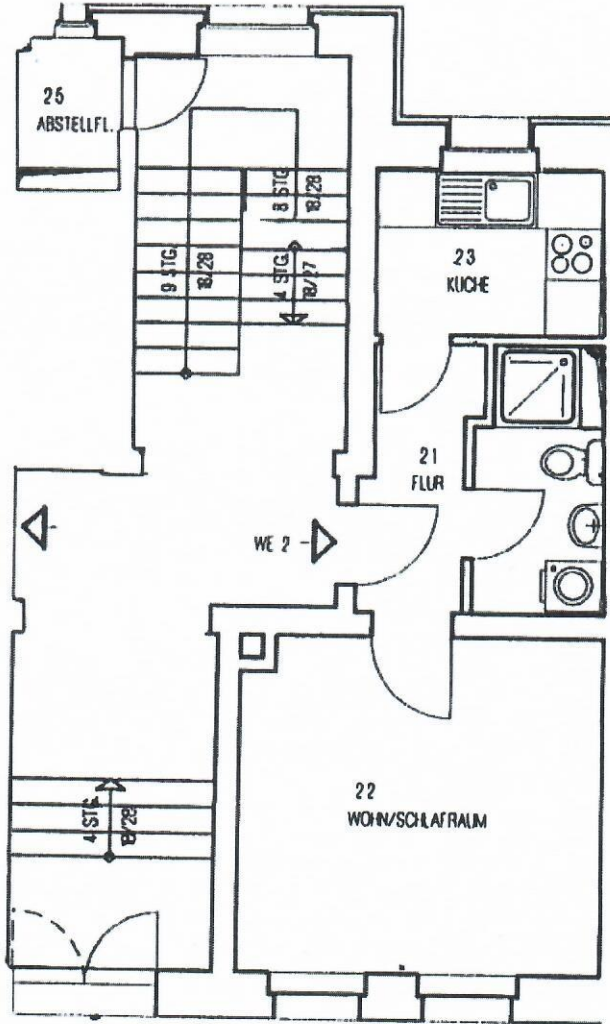 25
ABSTELLFL.
8 STG.
18/28
9 STG.
18/28
4 STG.
18/27
23
KÜCHE
21
FLUR
WE 2
22
WOHN/SCHLAFRAUM
4 STG.
18/28